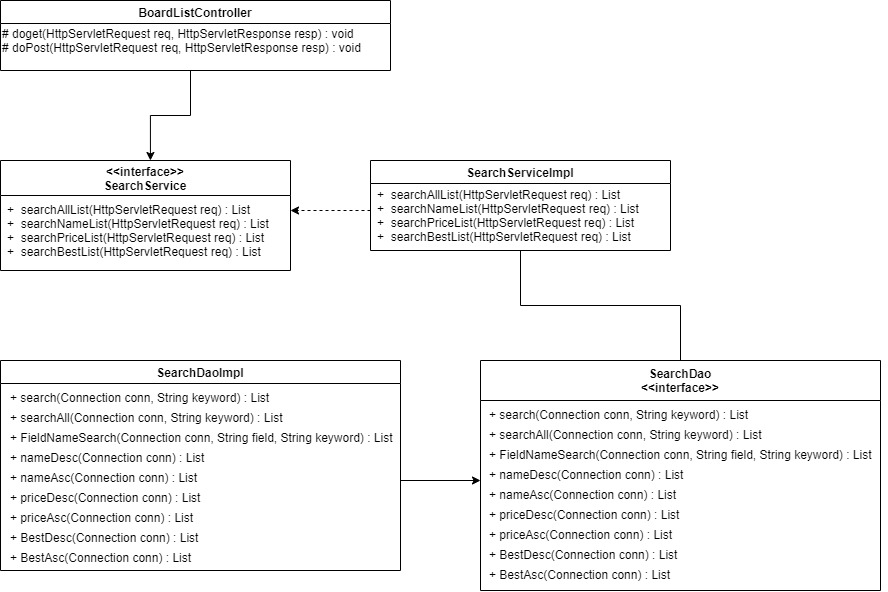 BoardListController
# doget(HttpServletRequest req, HttpServletResponse resp) : void
# doPost(HttpServletRequest req, HttpServletResponse resp) : void
<<interface>>
SearchService
+ searchAllList(HttpServletRequest req) : List
+ searchNameList(HttpServletRequest req) : List
+ searchPriceList(HttpServletRequest req) : List
+ searchBestList(HttpServletRequest req) : List
SearchServiceImpl
+ searchAllList(HttpServletRequest req) : List
+ searchNameList(HttpServletRequest req) : List
+ searchPriceList(HttpServletRequest req) : List
+ searchBestList(HttpServletRequest req) : List
SearchDaoImpl
+ search(Connection conn, String keyword) : List
+ searchAll(Connection conn, String keyword) : List
+ FieldNameSearch(Connection conn, String field, String keyword) : List
+ nameDesc(Connection conn) : List
+ nameAsc(Connection conn) : List
+ priceDesc(Connection conn) : List
+ priceAsc(Connection conn) : List
+ BestDesc(Connection conn) : List
+ BestAsc(Connection conn) : List
SearchDao
<<interface>>
+ search(Connection conn, String keyword) : List
+ searchAll(Connection conn, String keyword) : List
+ FieldNameSearch(Connection conn, String field, String keyword) : List
+ nameDesc(Connection conn) : List
+ nameAsc(Connection conn) : List
+ priceDesc(Connection conn) : List
+ priceAsc(Connection conn) : List
+ BestDesc(Connection conn) : List
+ BestAsc(Connection conn) : List